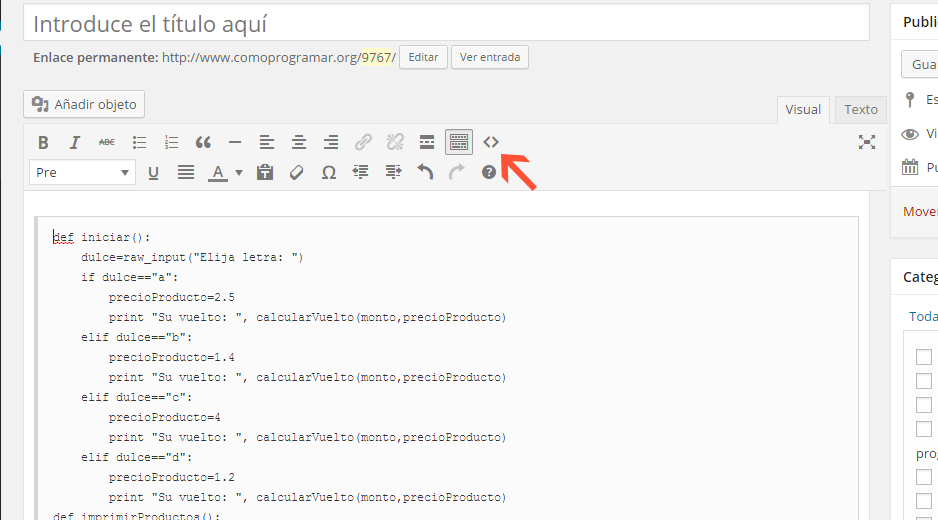 Introduce el título aquí
Enlace permanente: http://www.comoprogramar.org/9767/ Editar Ver entrada
Añadir objeto
Visual Texto
B I ABC
Pre U A Ω ?
def iniciar():
    dulce=raw_input("Elija letra: ")
    if dulce=="a":
        precioProducto=2.5
        print "Su vuelto: ", calcularVuelto(monto,precioProducto)
    elif dulce=="b":
        precioProducto=1.4
        print "Su vuelto: ", calcularVuelto(monto,precioProducto)
    elif dulce=="c":
        precioProducto=4
        print "Su vuelto: ", calcularVuelto(monto,precioProducto)
    elif dulce=="d":
        precioProducto=1.2
        print "Su vuelto: ", calcularVuelto(monto,precioProducto)
def imprimirProductos():
Publi
Gua
Es
Vi
Pu
Move
Categ
Toda
prog